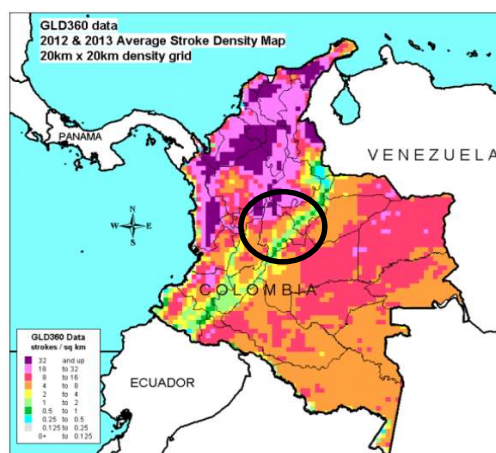 GLD360 data
2012 & 2013 Average Stroke Density Map
20km x 20km density grid
PANAMA
VENEZUELA
N
W E
S
COLOMBIA
GLD360 Data
strokes / sq km
32 and up
16 to 32
8 to 16
4 to 8
2 to 4
1 to 2
0.5 to 1
0.25 to 0.5
0.125 to 0.25
0+ to 0.125
ECUADOR